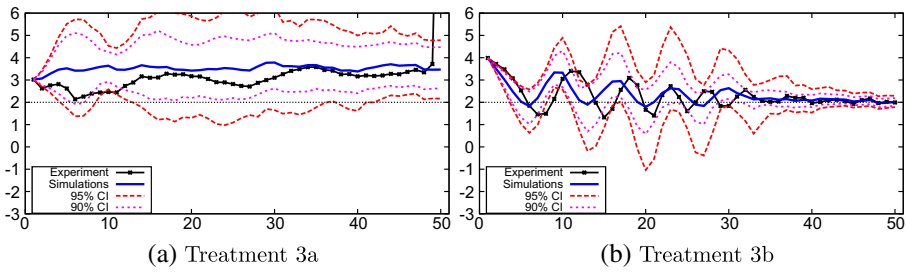 6
5
4
3
2
1
0
-1
-2
-3
0 10 20 30 40 50
Experiment
Simulations
95% CI
90% CI
(a) Treatment 3a
6
5
4
3
2
1
0
-1
-2
-3
0 10 20 30 40 50
Experiment
Simulations
95% CI
90% CI
(b) Treatment 3b